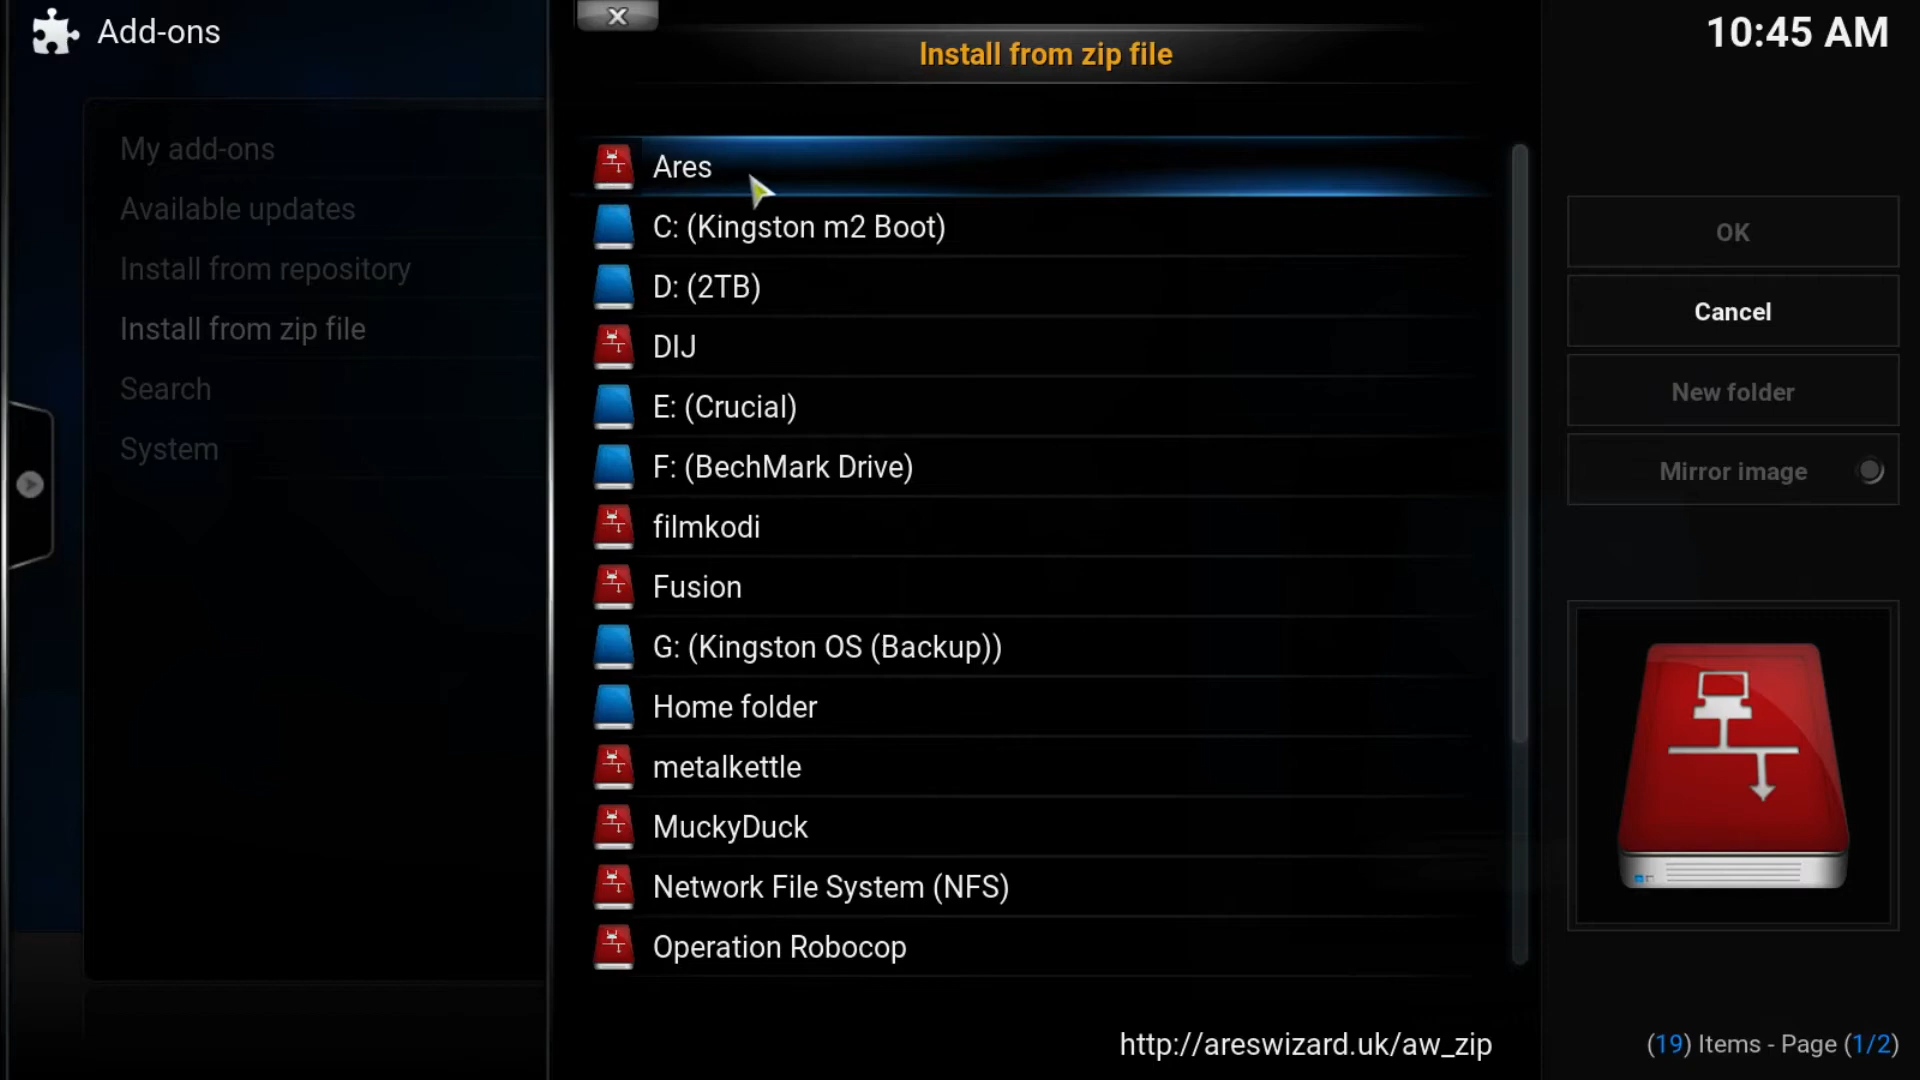 Add-ons
X
Install from zip file
10:45 AM
My add-ons
Available updates
Install from repository
Install from zip file
Search
System
Ares
C: (Kingston m2 Boot)
D: (2TB)
DIJ
E: (Crucial)
F: (BechMark Drive)
filmkodi
Fusion
G: (Kingston OS (Backup))
Home folder
metalkettle
MuckyDuck
Network File System (NFS)
Operation Robocop
OK
Cancel
New folder
Mirror image
http://areswizard.uk/aw_zip
(19) Items - Page (1/2)